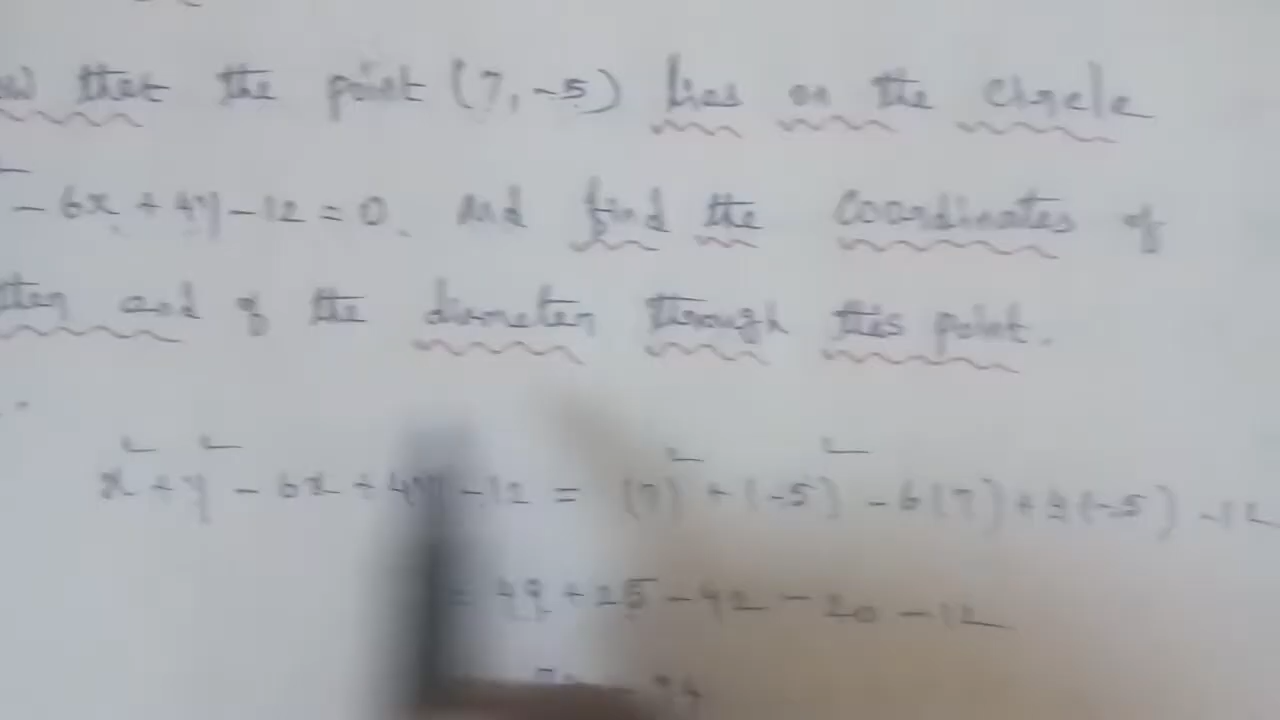 that the point (7, -5) lies on the circle
- 6x + 4y - 12 = 0. and find the coordinates of
and of the diameter through this point.
x² + y² - 6x + 4y - 12 = (7)² + (-5)² - 6(7) + 4(-5) - 12
= 49 + 25 - 42 - 20 - 12